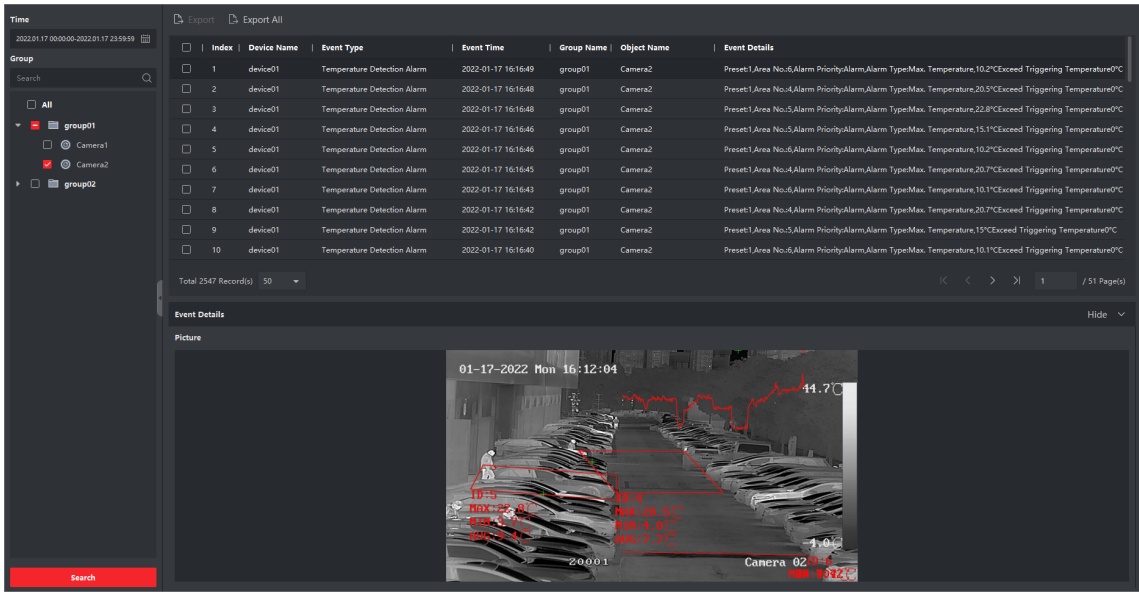 Time
2022.01.17 00:00:00-2022.01.17 23:59:59
Group
Search
All
group01
Camera1
Camera2
group02
Search
Export Export All
Index Device Name Event Type Event Time Group Name Object Name Event Details
1 device01 Temperature Detection Alarm 2022-01-17 16:16:49 group01 Camera2 Preset:1,Area No.:6,Alarm Priority:Alarm,Alarm Type:Max. Temperature,10.2°CExceed Triggering Temperature0°C
2 device01 Temperature Detection Alarm 2022-01-17 16:16:48 group01 Camera2 Preset:1,Area No.:4,Alarm Priority:Alarm,Alarm Type:Max. Temperature,20.5°CExceed Triggering Temperature0°C
3 device01 Temperature Detection Alarm 2022-01-17 16:16:48 group01 Camera2 Preset:1,Area No.:5,Alarm Priority:Alarm,Alarm Type:Max. Temperature,22.8°CExceed Triggering Temperature0°C
4 device01 Temperature Detection Alarm 2022-01-17 16:16:46 group01 Camera2 Preset:1,Area No.:5,Alarm Priority:Alarm,Alarm Type:Max. Temperature,15.1°CExceed Triggering Temperature0°C
5 device01 Temperature Detection Alarm 2022-01-17 16:16:46 group01 Camera2 Preset:1,Area No.:6,Alarm Priority:Alarm,Alarm Type:Max. Temperature,10.2°CExceed Triggering Temperature0°C
6 device01 Temperature Detection Alarm 2022-01-17 16:16:45 group01 Camera2 Preset:1,Area No.:4,Alarm Priority:Alarm,Alarm Type:Max. Temperature,20.7°CExceed Triggering Temperature0°C
7 device01 Temperature Detection Alarm 2022-01-17 16:16:43 group01 Camera2 Preset:1,Area No.:6,Alarm Priority:Alarm,Alarm Type:Max. Temperature,10.1°CExceed Triggering Temperature0°C
8 device01 Temperature Detection Alarm 2022-01-17 16:16:42 group01 Camera2 Preset:1,Area No.:4,Alarm Priority:Alarm,Alarm Type:Max. Temperature,20.7°CExceed Triggering Temperature0°C
9 device01 Temperature Detection Alarm 2022-01-17 16:16:42 group01 Camera2 Preset:1,Area No.:5,Alarm Priority:Alarm,Alarm Type:Max. Temperature,15°CExceed Triggering Temperature0°C
10 device01 Temperature Detection Alarm 2022-01-17 16:16:40 group01 Camera2 Preset:1,Area No.:6,Alarm Priority:Alarm,Alarm Type:Max. Temperature,10.1°CExceed Triggering Temperature0°C
Total 2547 Record(s) 50 1 / 51 Page(s)
Event Details Hide
Picture
01-17-2022 Mon 16:12:04
44.7℃
ID:5
MAX:22.8℃
ID:4
MAX:20.5℃
MIN:4.0℃
20001
Camera 02